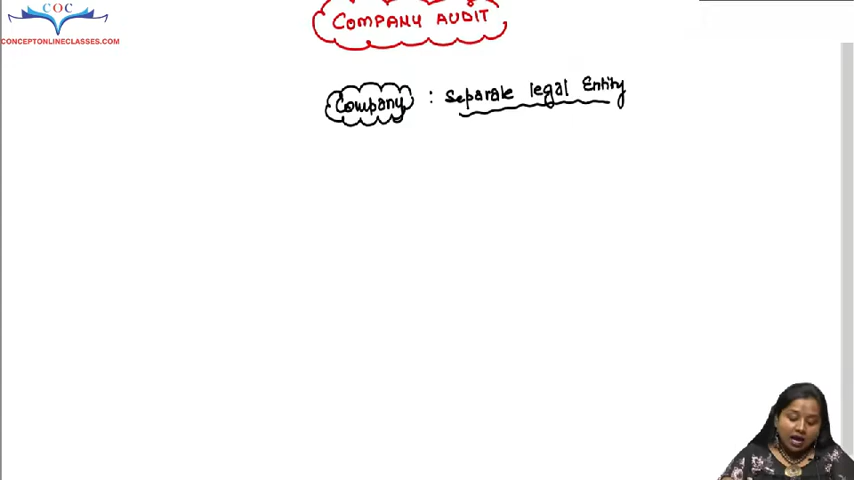 COC
CONCEPTONLINECLASSES.COM
COMPANY AUDIT
Company : Separate legal Entity